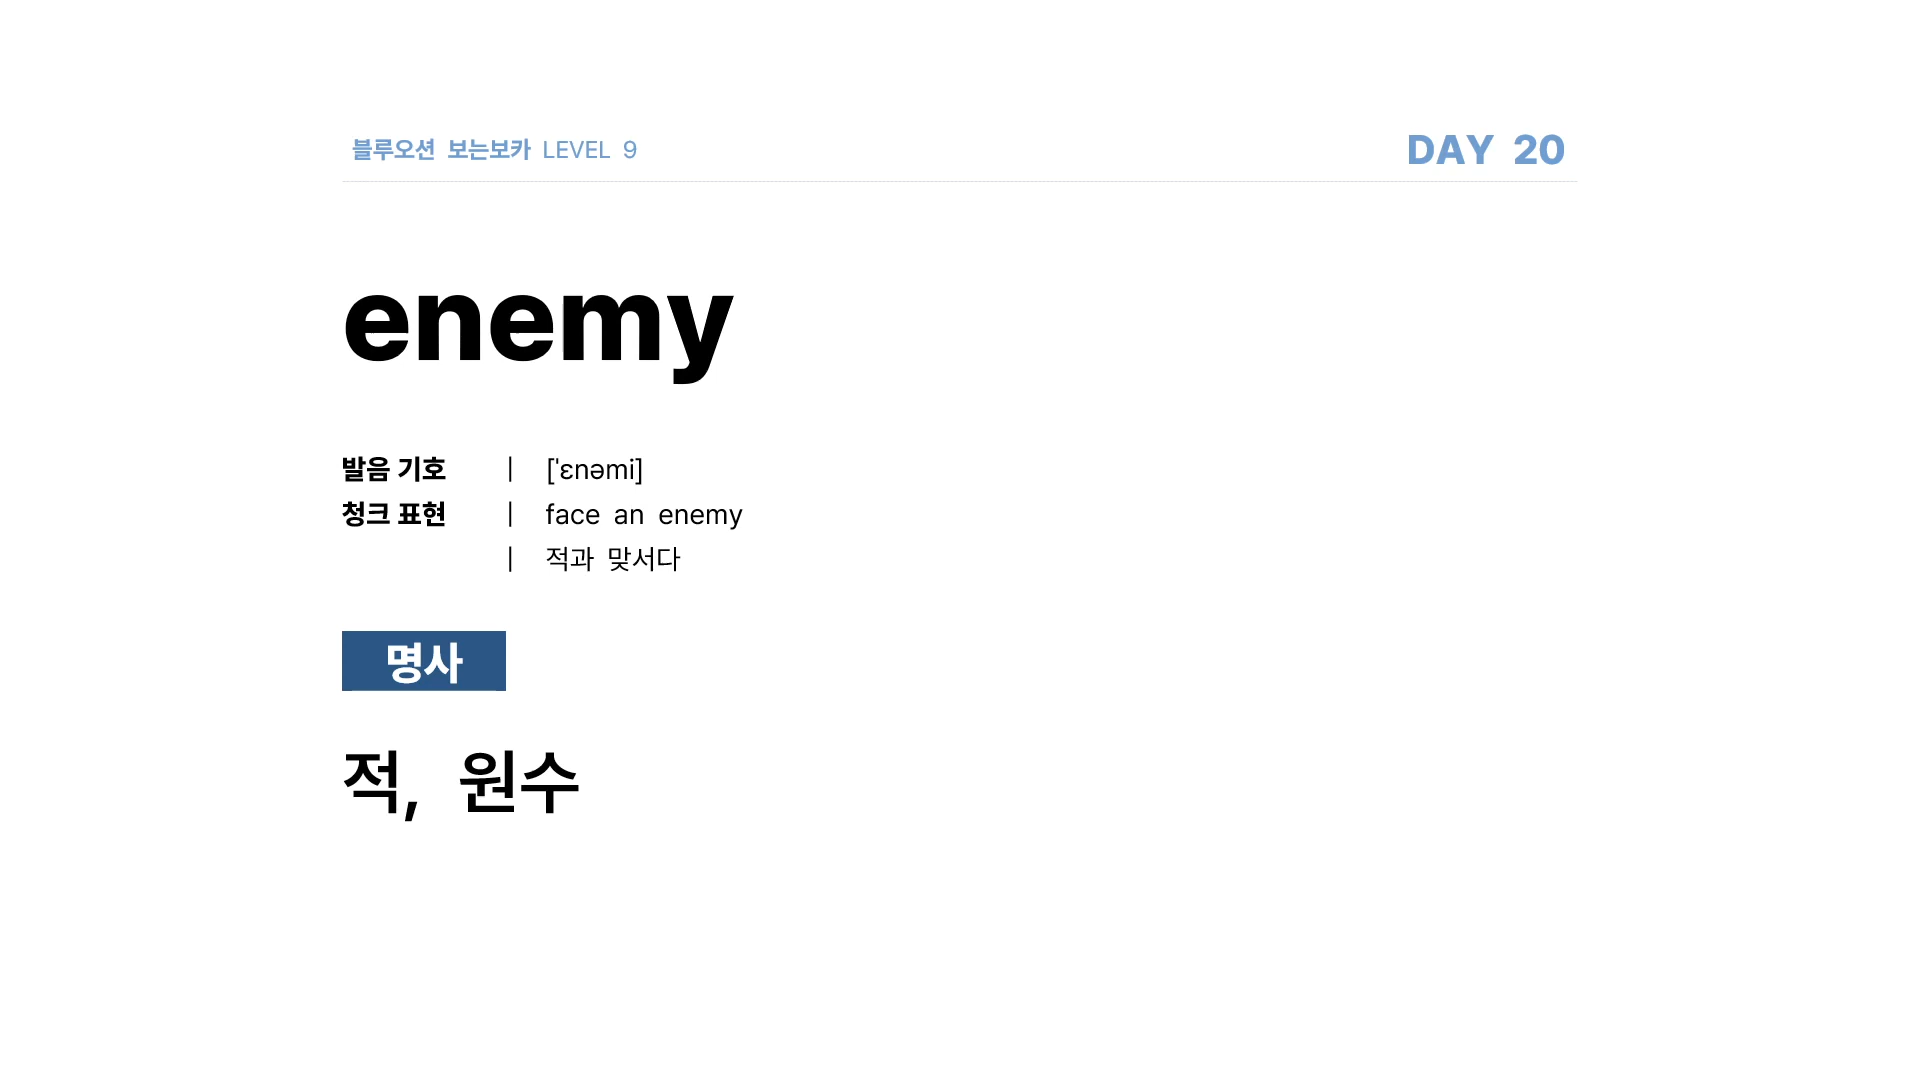 블루오션 보는보카 LEVEL 9
DAY 20
enemy
발음 기호 | [ˈɛnəmi]
청크 표현 | face an enemy
| 적과 맞서다
명사
적, 원수